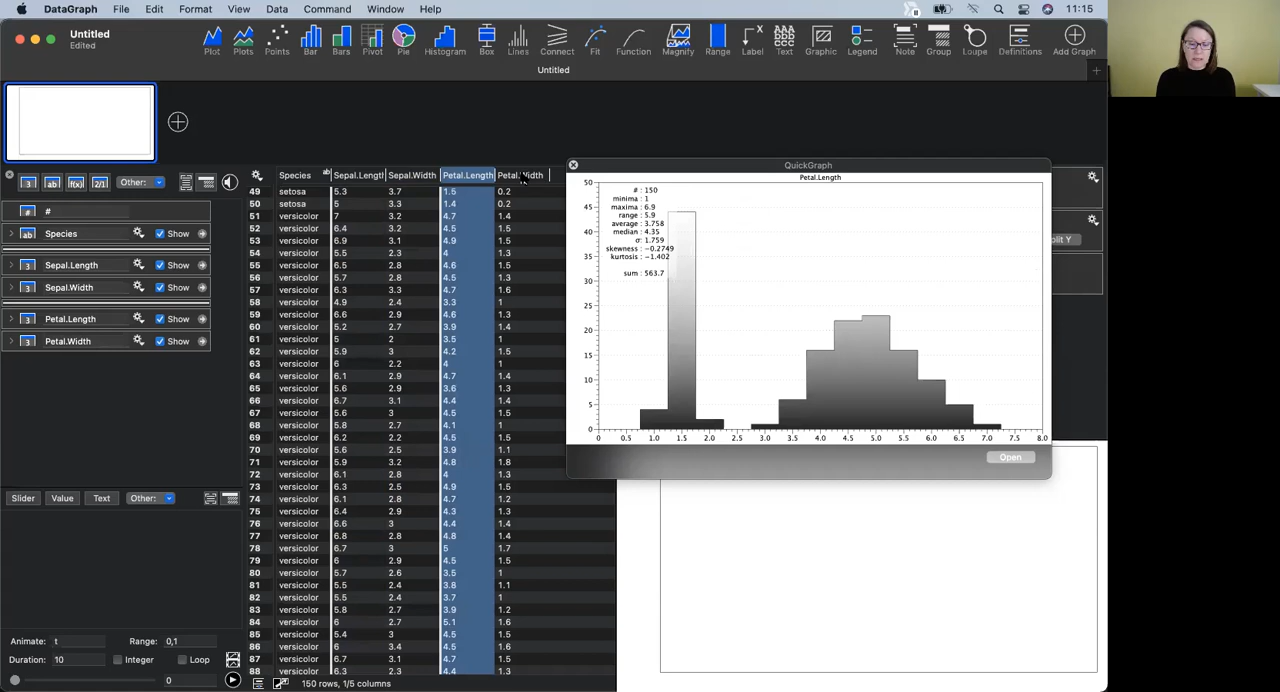 DataGraph File Edit Format View Data Command Window Help 11:15
Untitled
Edited
Plot Plots Points Bar Bars Pivot Pie Histogram Box Lines Connect Fit Function Magnify Range Label Text Graphic Legend Note Group Loupe Definitions Add Graph
Untitled
Other:
# #
ab Species Show
3 Sepal.Length Show
3 Sepal.Width Show
3 Petal.Length Show
3 Petal.Width Show
Slider Value Text Other:
Animate: t Range: 0,1
Duration: 10 Integer Loop
0
Species ab Sepal.Length Sepal.Width Petal.Length Petal.Width
49 setosa 5.3 3.7 1.5 0.2
50 setosa 5 3.3 1.4 0.2
51 versicolor 7 3.2 4.7 1.4
52 versicolor 6.4 3.2 4.5 1.5
53 versicolor 6.9 3.1 4.9 1.5
54 versicolor 5.5 2.3 4 1.3
55 versicolor 6.5 2.8 4.6 1.5
56 versicolor 5.7 2.8 4.5 1.3
57 versicolor 6.3 3.3 4.7 1.6
58 versicolor 4.9 2.4 3.3 1
59 versicolor 6.6 2.9 4.6 1.3
60 versicolor 5.2 2.7 3.9 1.4
61 versicolor 5 2 3.5 1
62 versicolor 5.9 3 4.2 1.5
63 versicolor 6 2.2 4 1
64 versicolor 6.1 2.9 4.7 1.4
65 versicolor 5.6 2.9 3.6 1.3
66 versicolor 6.7 3.1 4.4 1.4
67 versicolor 5.6 3 4.5 1.5
68 versicolor 5.8 2.7 4.1 1
69 versicolor 6.2 2.2 4.5 1.5
70 versicolor 5.6 2.5 3.9 1.1
71 versicolor 5.9 3.2 4.8 1.8
72 versicolor 6.1 2.8 4 1.3
73 versicolor 6.3 2.5 4.9 1.5
74 versicolor 6.1 2.8 4.7 1.2
75 versicolor 6.4 2.9 4.3 1.3
76 versicolor 6.6 3 4.4 1.4
77 versicolor 6.8 2.8 4.8 1.4
78 versicolor 6.7 3 5 1.7
79 versicolor 6 2.9 4.5 1.5
80 versicolor 5.7 2.6 3.5 1
81 versicolor 5.5 2.4 3.8 1.1
82 versicolor 5.5 2.4 3.7 1
83 versicolor 5.8 2.7 3.9 1.2
84 versicolor 6 2.7 5.1 1.6
85 versicolor 5.4 3 4.5 1.5
86 versicolor 6 3.4 4.5 1.6
87 versicolor 6.7 3.1 4.7 1.5
88 versicolor 6.3 2.3 4.4 1.3
150 rows, 1/5 columns
QuickGraph
Petal.Length
# : 150
minima : 1
maxima : 6.9
range : 5.9
average : 3.758
median : 4.35
σ : 1.759
skewness : −0.2749
kurtosis : −1.402
sum : 563.7
50
45
40
35
30
25
20
15
10
5
0
0 0.5 1.0 1.5 2.0 2.5 3.0 3.5 4.0 4.5 5.0 5.5 6.0 6.5 7.0 7.5 8.0
Open
lit Y